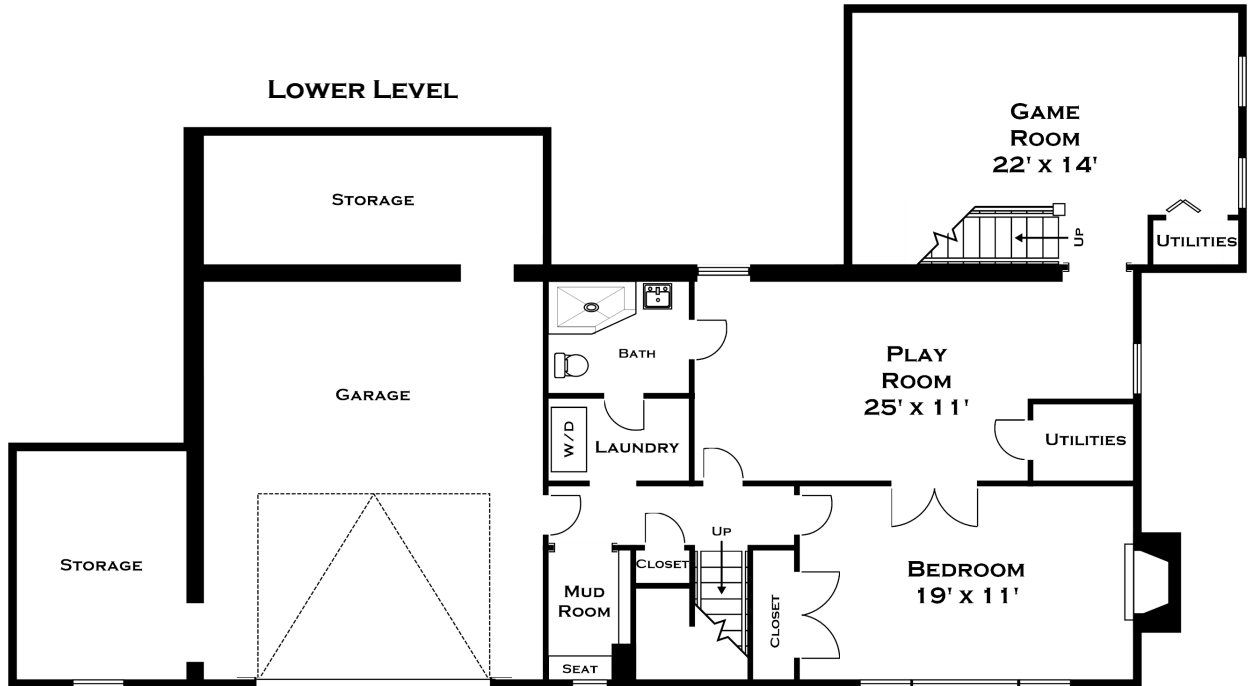 LOWER LEVEL
GAME
ROOM
22' X 14'
STORAGE
UP
UTILITIES
BATH
PLAY
ROOM
25' X 11'
GARAGE
W/D
LAUNDRY
UTILITIES
UP
STORAGE
CLOSET
BEDROOM
19' X 11'
MUD
ROOM
CLOSET
SEAT